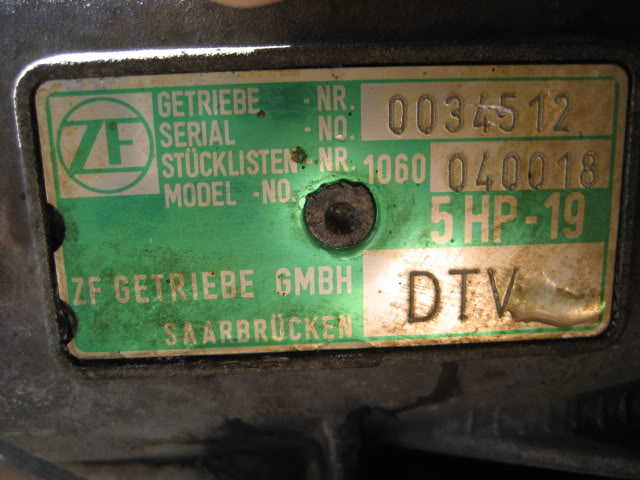 ZF
GETRIEBE - NR. 0034512
SERIAL - NO.
STÜCKLISTEN - NR. 1060 040018
MODEL - NO.
5 HP - 19
ZF GETRIEBE GMBH DTV
SAARBRÜCKEN